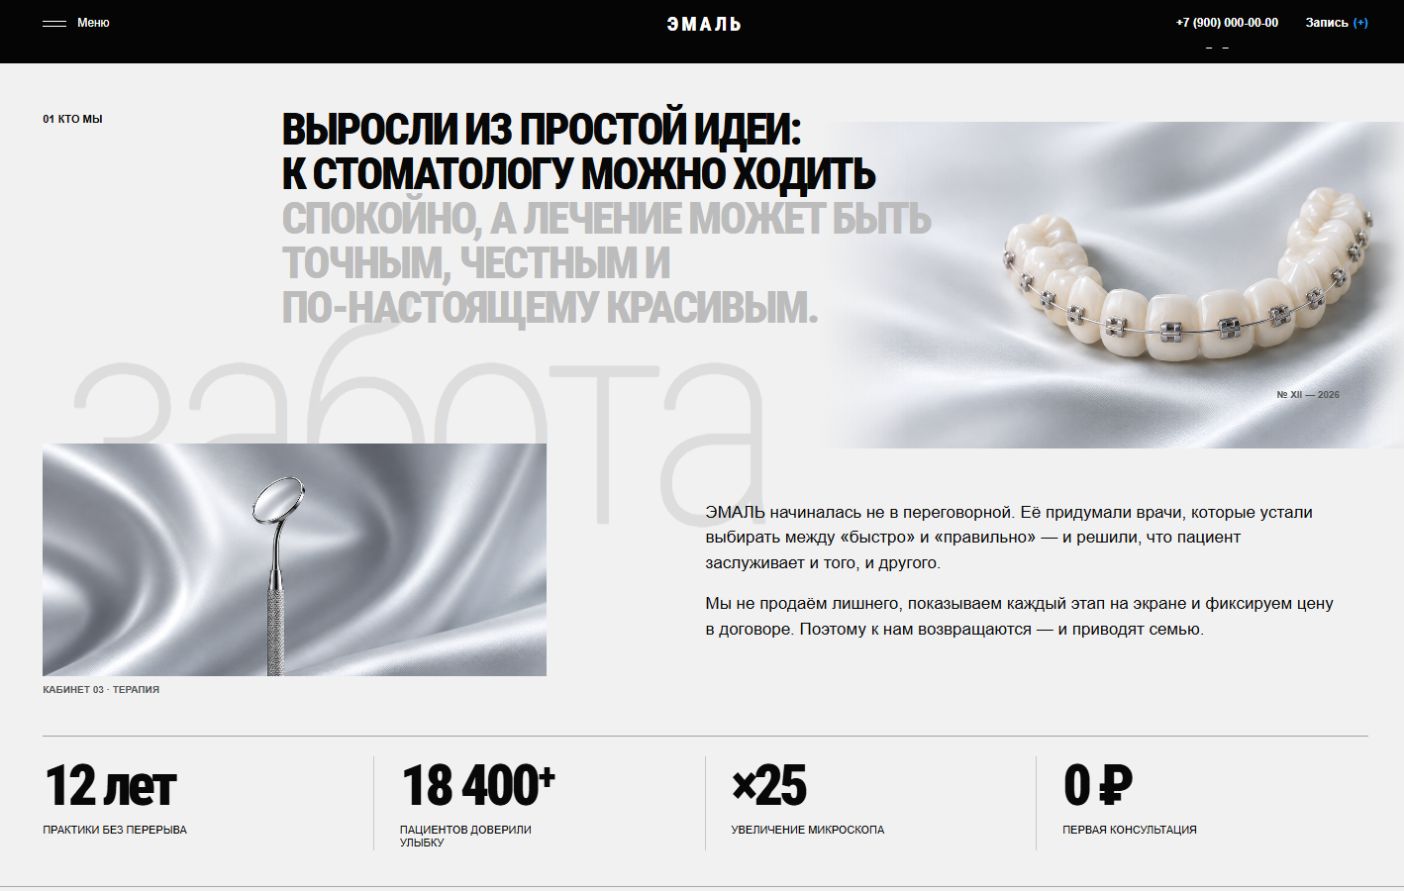 Меню
ЭМАЛЬ
+7 (900) 000-00-00
Запись (+)
01 КТО МЫ
ВЫРОСЛИ ИЗ ПРОСТОЙ ИДЕИ:
К СТОМАТОЛОГУ МОЖНО ХОДИТЬ
СПОКОЙНО, А ЛЕЧЕНИЕ МОЖЕТ БЫТЬ
ТОЧНЫМ, ЧЕСТНЫМ И
ПО-НАСТОЯЩЕМУ КРАСИВЫМ.
забота
№ XII — 2026
ЭМАЛЬ начиналась не в переговорной. Её придумали врачи, которые устали
выбирать между «быстро» и «правильно» — и решили, что пациент
заслуживает и того, и другого.
Мы не продаём лишнего, показываем каждый этап на экране и фиксируем цену
в договоре. Поэтому к нам возвращаются — и приводят семью.
КАБИНЕТ 03 · ТЕРАПИЯ
12 лет
ПРАКТИКИ БЕЗ ПЕРЕРЫВА
18 400+
ПАЦИЕНТОВ ДОВЕРИЛИ
УЛЫБКУ
×25
УВЕЛИЧЕНИЕ МИКРОСКОПА
0 ₽
ПЕРВАЯ КОНСУЛЬТАЦИЯ